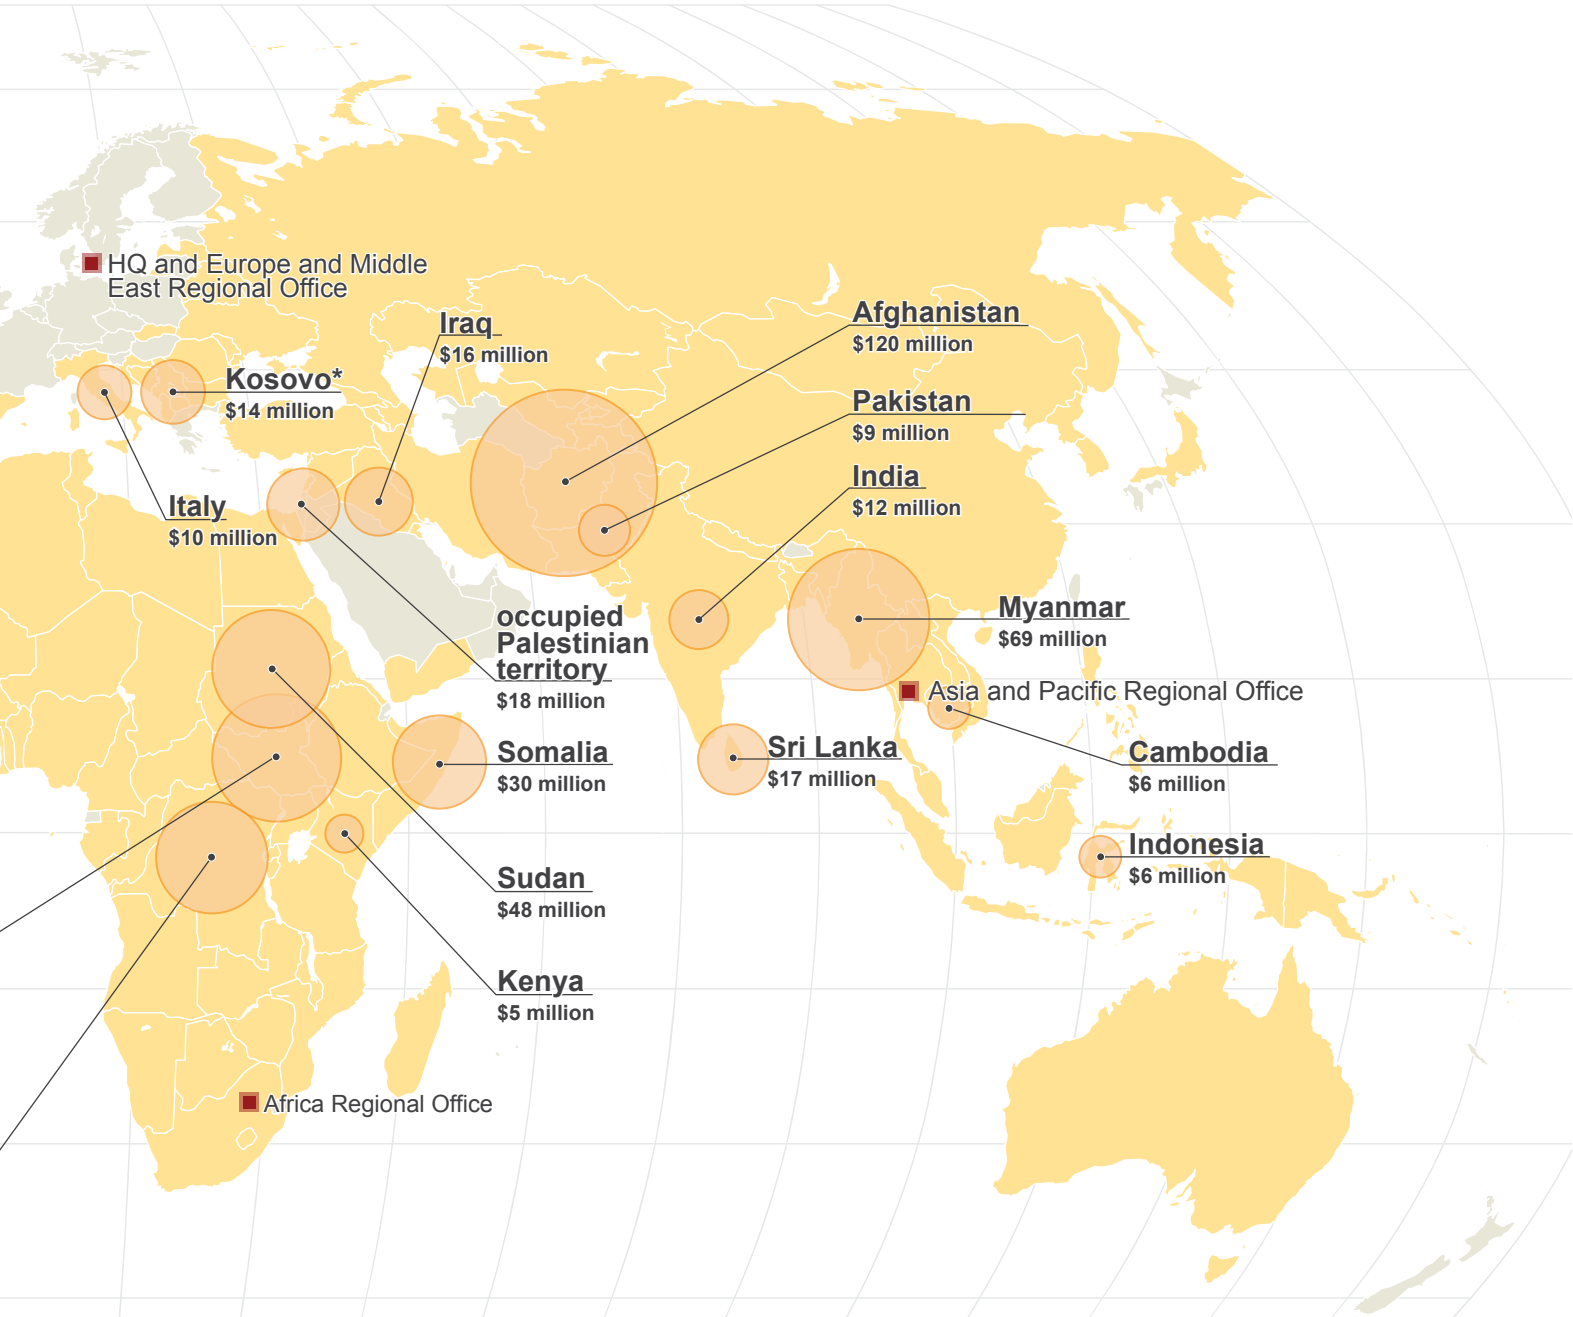 HQ and Europe and Middle
East Regional Office
Iraq
$16 million
Afghanistan
$120 million
Kosovo*
$14 million
Pakistan
$9 million
India
$12 million
Italy
$10 million
occupied
Palestinian
territory
$18 million
Myanmar
$69 million
Asia and Pacific Regional Office
Somalia
$30 million
Sri Lanka
$17 million
Cambodia
$6 million
Indonesia
$6 million
Sudan
$48 million
Kenya
$5 million
Africa Regional Office